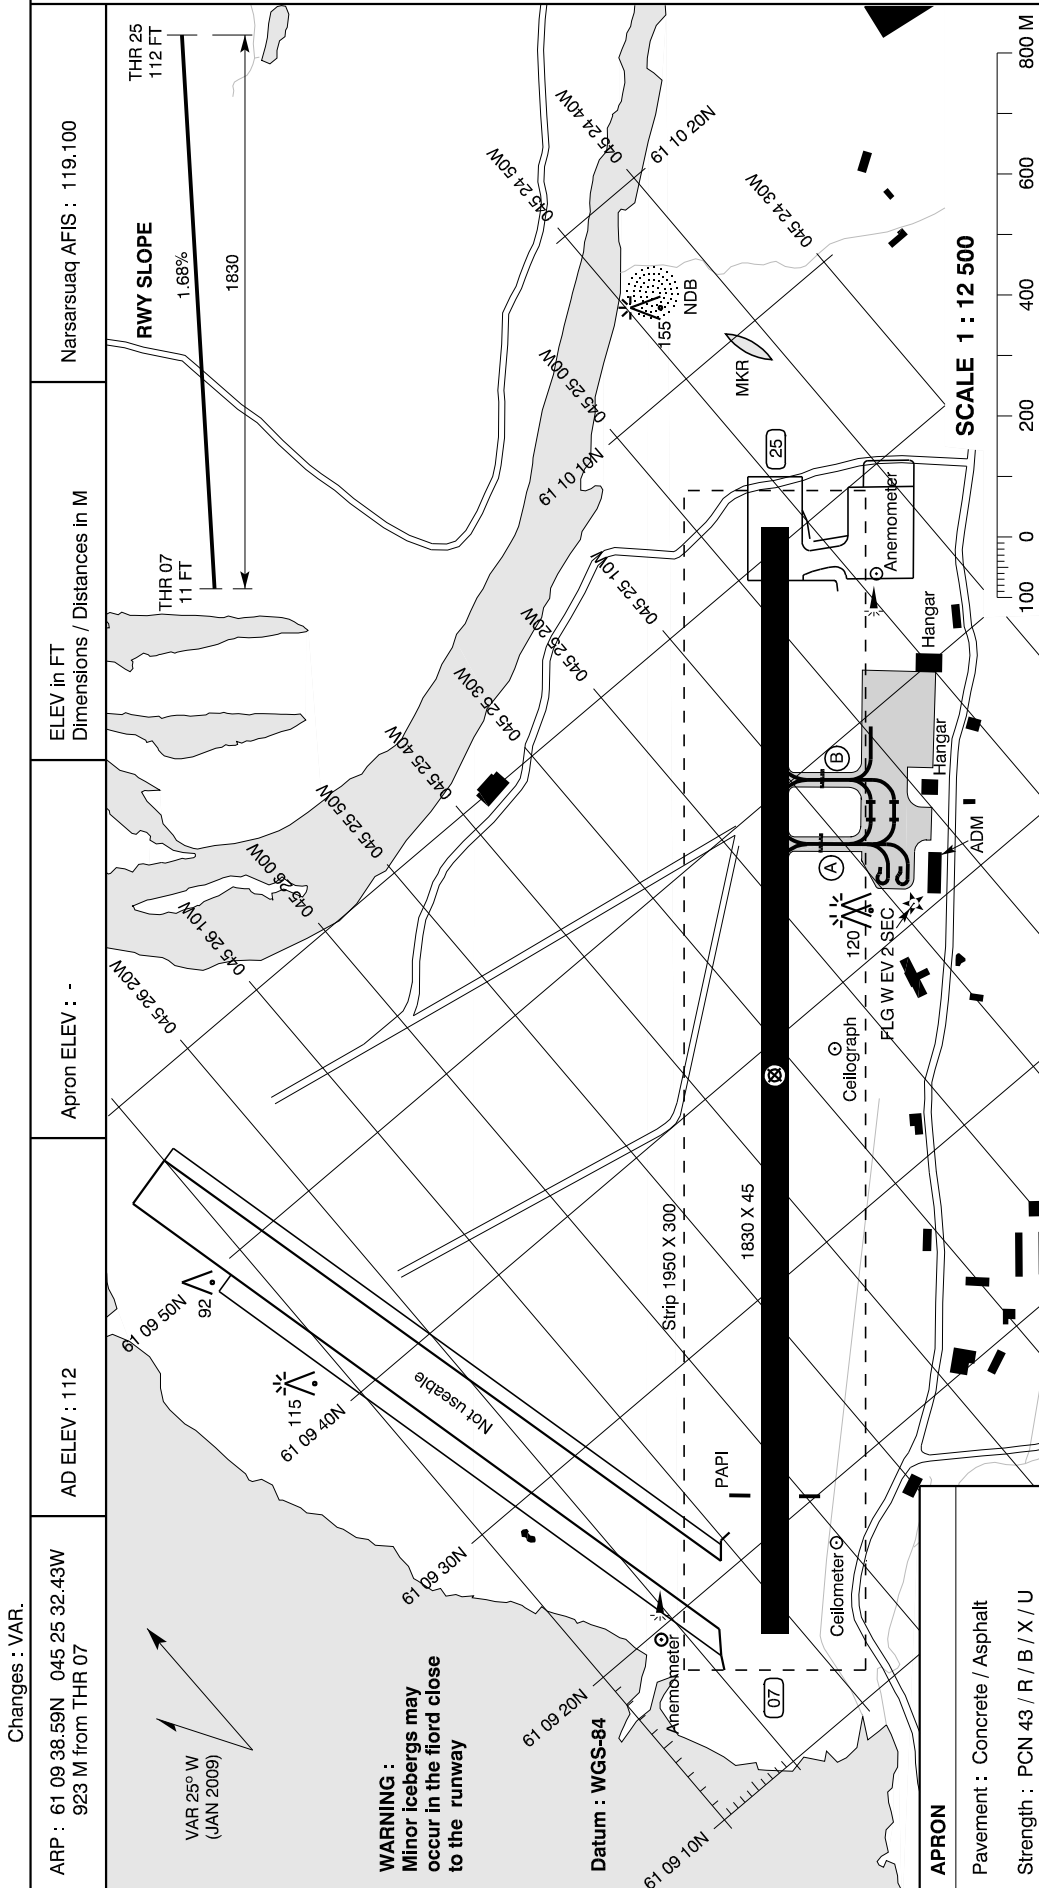 Changes : VAR.
ARP : 61 09 38.59N 045 25 32.43W
923 M from THR 07
AD ELEV : 112
Apron ELEV : -
ELEV in FT
Dimensions / Distances in M
Narsarsuaq AFIS : 119.100
VAR 25º W
(JAN 2009)
THR 07
11 FT
RWY SLOPE
1.68%
1830
THR 25
112 FT
WARNING :
Minor icebergs may
occur in the fiord close
to the runway
Datum : WGS-84
61 09 10N
61 09 20N
61 09 30N
61 09 40N
61 09 50N
61 10 10N
61 10 20N
045 26 20W
045 26 10W
045 26 00W
045 25 50W
045 25 40W
045 25 30W
045 25 20W
045 25 10W
045 25 00W
045 24 50W
045 24 40W
045 24 30W
92
115
Not useable
Anemometer
PAPI
Strip 1950 X 300
1830 X 45
07
25
Ceilometer
Ceilograph
120
FLG W EV 2 SEC
A
B
ADM
Hangar
Hangar
Anemometer
MKR
155
NDB
SCALE 1 : 12 500
100
0
200
400
600
800 M
APRON
Pavement : Concrete / Asphalt
Strength : PCN 43 / R / B / X / U